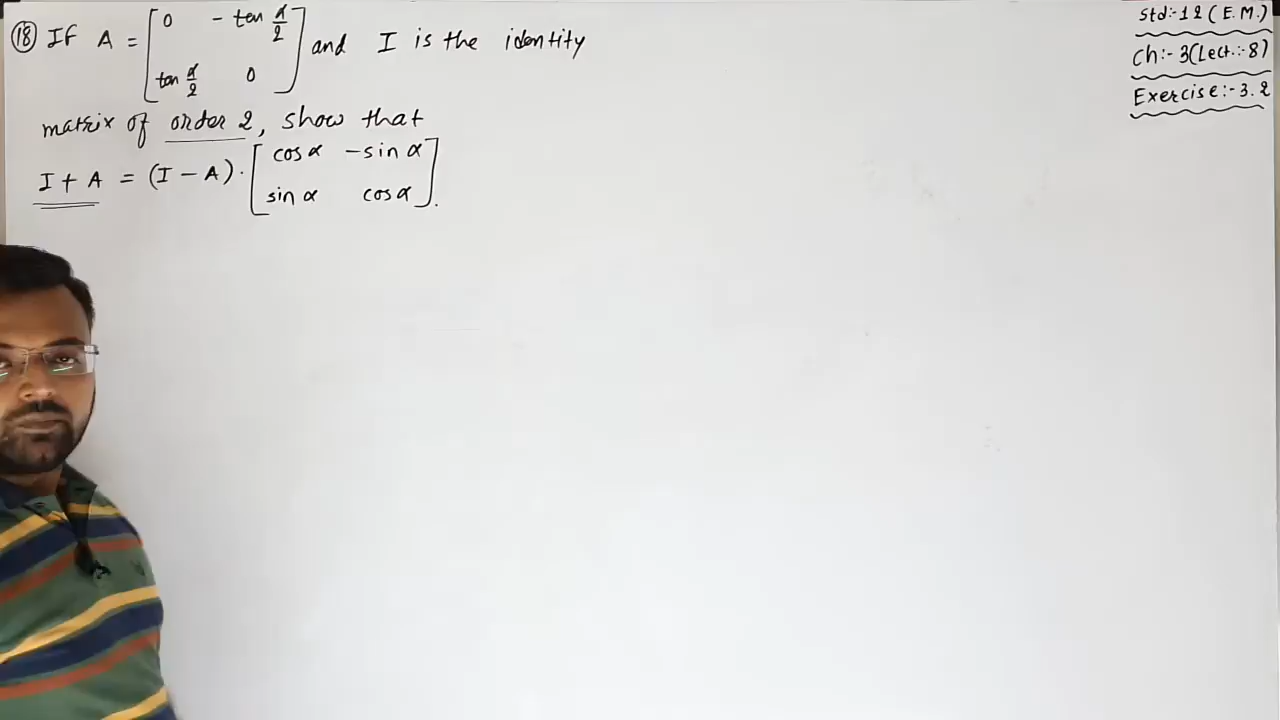 ⑱ If A = [ 0 - tan α/2
tan α/2 0 ] and I is the identity
matrix of order 2, show that
I + A = (I - A) · [ cos α - sin α
sin α cos α ].
Std:- 12 (E.M.)
Ch:- 3 (Lect.:- 8)
Exercise:- 3.2